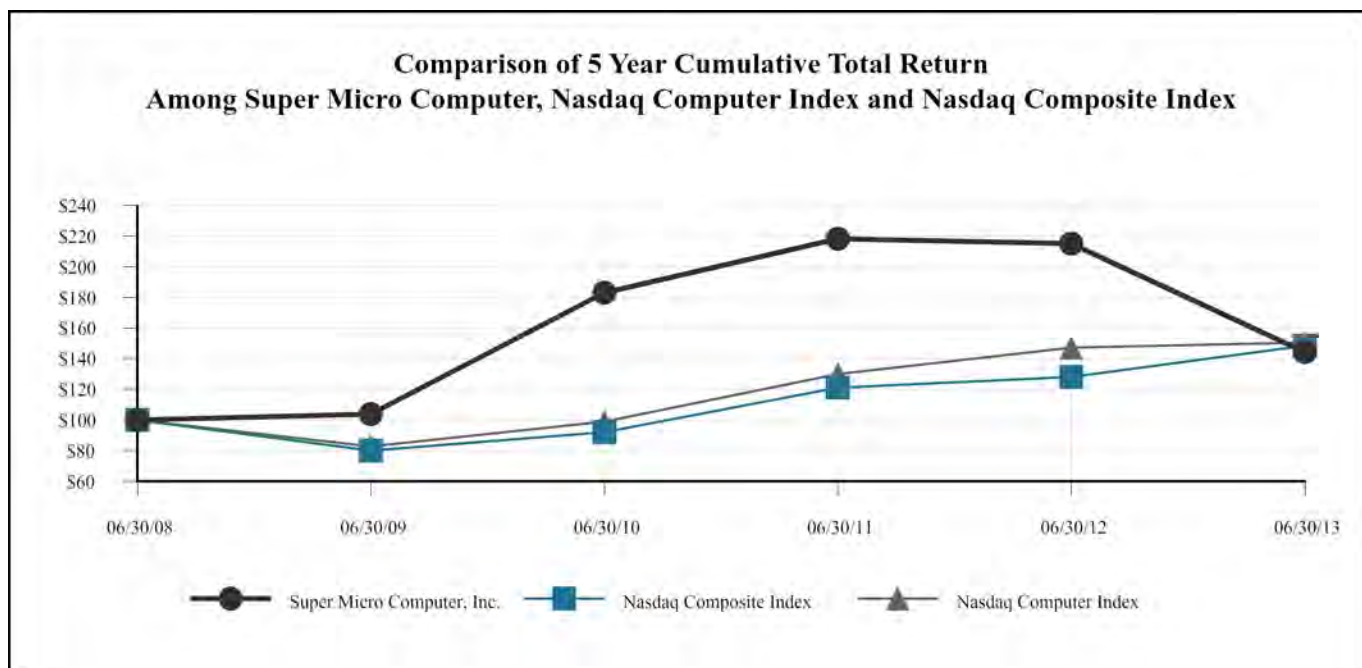 Comparison of 5 Year Cumulative Total Return
Among Super Micro Computer, Nasdaq Computer Index and Nasdaq Composite Index
$240
$220
$200
$180
$160
$140
$120
$100
$80
$60
06/30/08 06/30/09 06/30/10 06/30/11 06/30/12 06/30/13
Super Micro Computer, Inc. Nasdaq Composite Index Nasdaq Computer Index